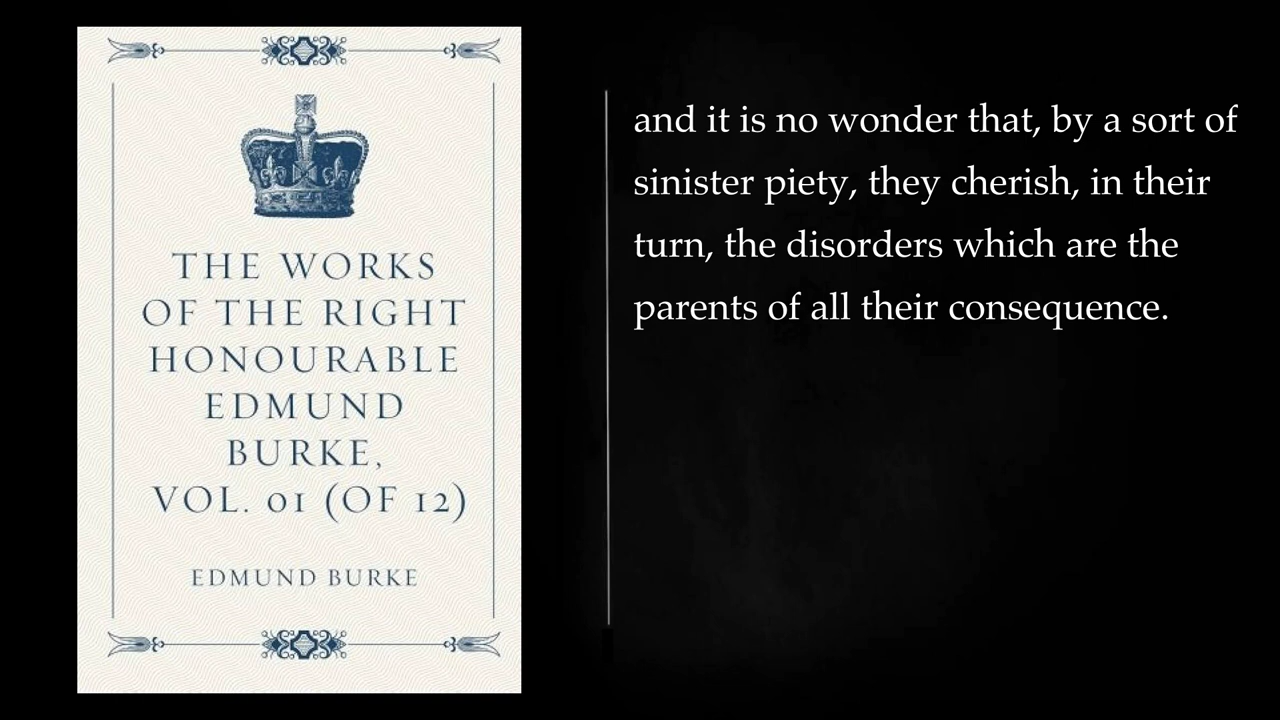 THE WORKS
OF THE RIGHT
HONOURABLE
EDMUND
BURKE,
VOL. 01 (OF 12)
EDMUND BURKE
and it is no wonder that, by a sort of
sinister piety, they cherish, in their
turn, the disorders which are the
parents of all their consequence.